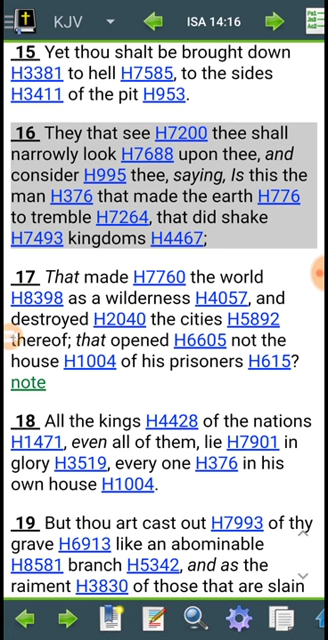 KJV
ISA 14:16
15 Yet thou shalt be brought down
H3381 to hell H7585, to the sides
H3411 of the pit H953.
16 They that see H7200 thee shall
narrowly look H7688 upon thee, and
consider H995 thee, saying, Is this the
man H376 that made the earth H776
to tremble H7264, that did shake
H7493 kingdoms H4467;
17 That made H7760 the world
H8398 as a wilderness H4057, and
destroyed H2040 the cities H5892
thereof; that opened H6605 not the
house H1004 of his prisoners H615?
note
18 All the kings H4428 of the nations
H1471, even all of them, lie H7901 in
glory H3519, every one H376 in his
own house H1004.
19 But thou art cast out H7993 of thy
grave H6913 like an abominable
H8581 branch H5342, and as the
raiment H3830 of those that are slain